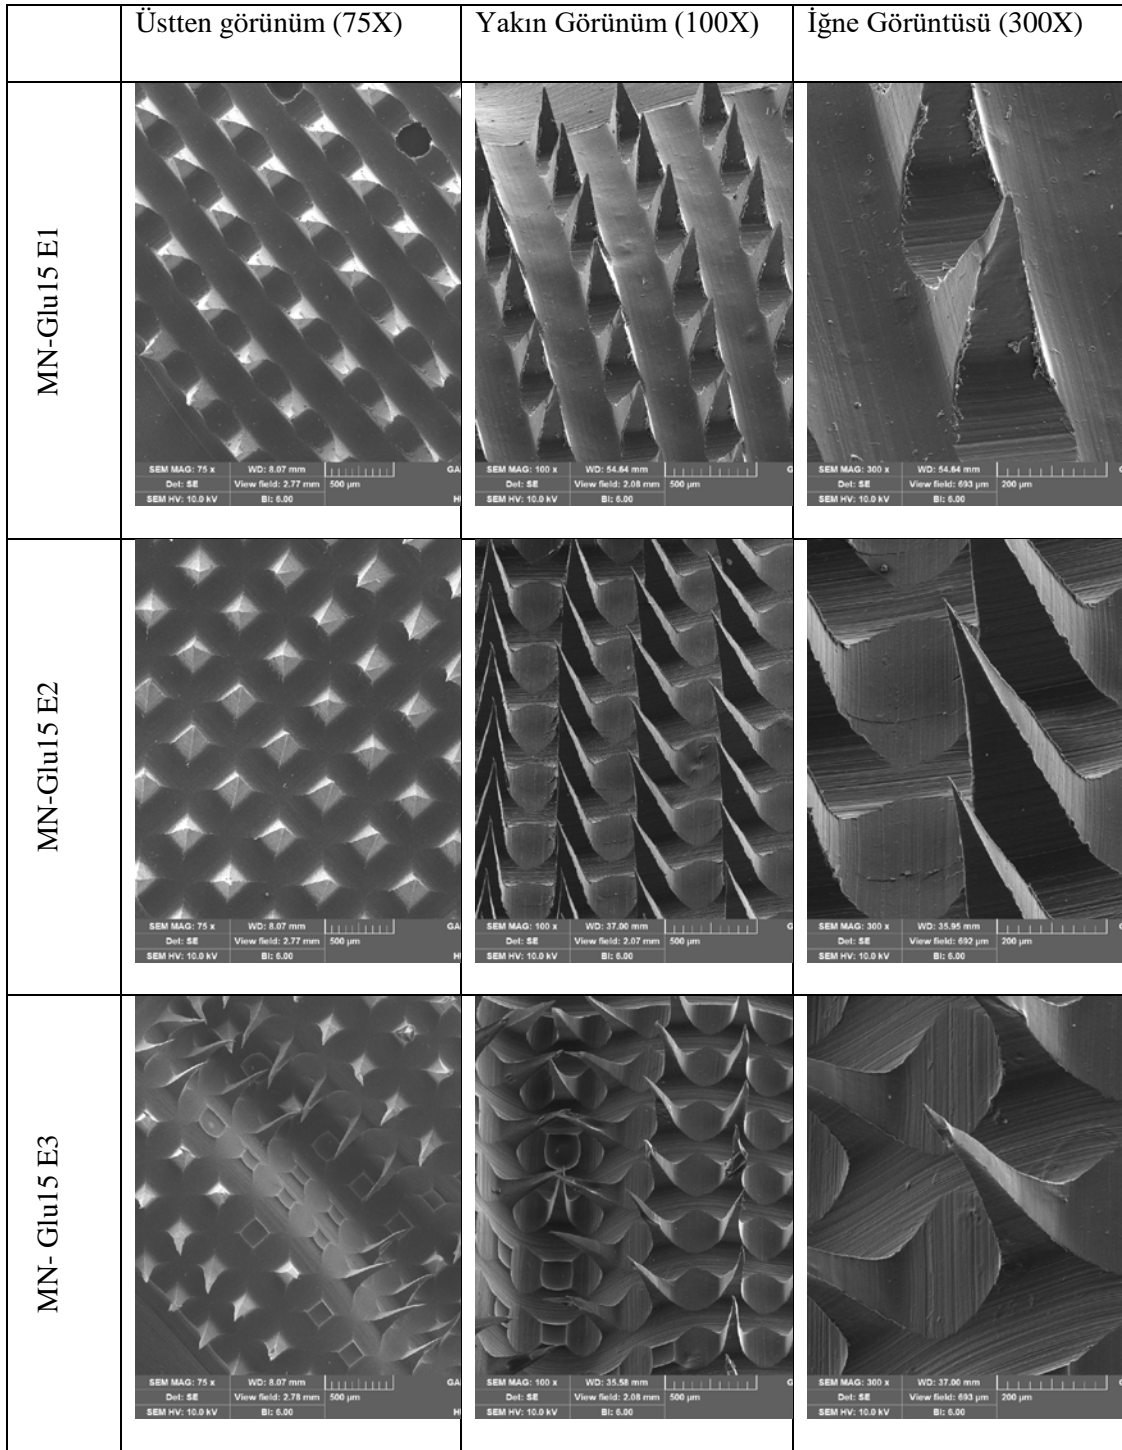 Üstten görünüm (75X) Yakın Görünüm (100X) İğne Görüntüsü (300X)
MN-Glu15 E1
SEM MAG: 75 x WD: 8.07 mm
Det: SE View field: 2.77 mm 500 µm
SEM HV: 10.0 kV BI: 6.00
SEM MAG: 100 x WD: 54.64 mm
Det: SE View field: 2.08 mm 500 µm
SEM HV: 10.0 kV BI: 6.00
SEM MAG: 300 x WD: 54.64 mm
Det: SE View field: 693 µm 200 µm
SEM HV: 10.0 kV BI: 6.00
MN-Glu15 E2
SEM MAG: 75 x WD: 8.07 mm
Det: SE View field: 2.77 mm 500 µm
SEM HV: 10.0 kV BI: 6.00
SEM MAG: 100 x WD: 37.00 mm
Det: SE View field: 2.07 mm 500 µm
SEM HV: 10.0 kV BI: 6.00
SEM MAG: 300 x WD: 35.95 mm
Det: SE View field: 692 µm 200 µm
SEM HV: 10.0 kV BI: 6.00
MN- Glu15 E3
SEM MAG: 75 x WD: 8.07 mm
Det: SE View field: 2.78 mm 500 µm
SEM HV: 10.0 kV BI: 6.00
SEM MAG: 100 x WD: 35.58 mm
Det: SE View field: 2.08 mm 500 µm
SEM HV: 10.0 kV BI: 6.00
SEM MAG: 300 x WD: 37.00 mm
Det: SE View field: 693 µm 200 µm
SEM HV: 10.0 kV BI: 6.00